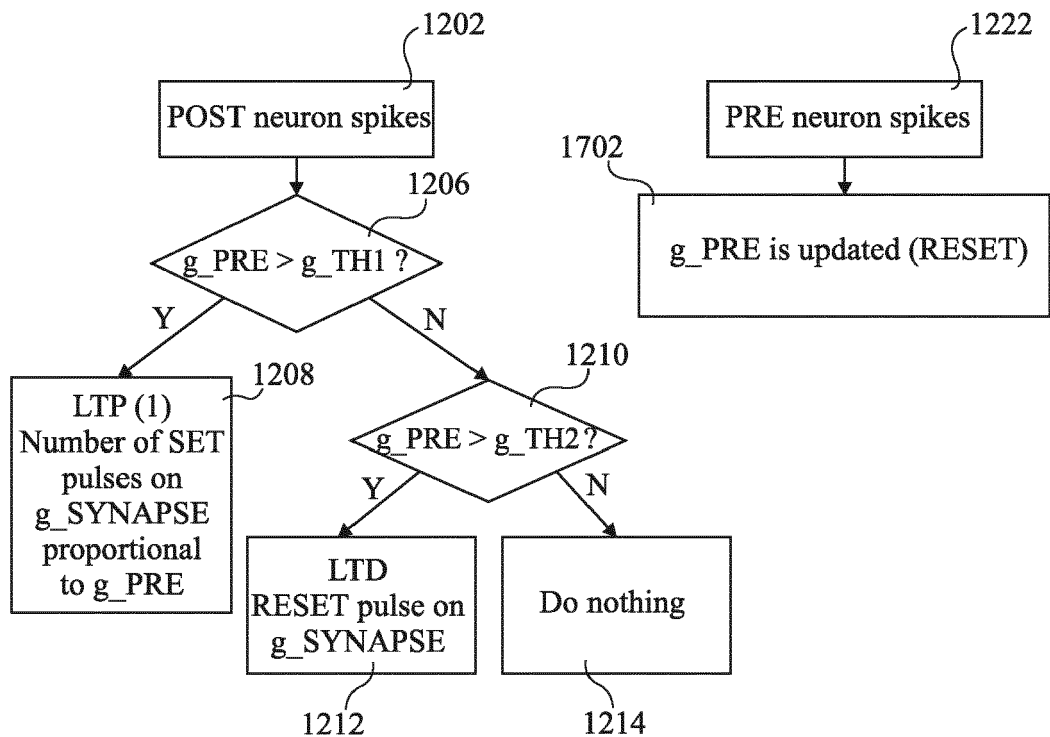 1202
POST neuron spikes
1206
g_PRE > g_TH1 ?
Y
N
1208
LTP (1)
Number of SET
pulses on
g_SYNAPSE
proportional
to g_PRE
1210
g_PRE > g_TH2 ?
Y
N
LTD
RESET pulse on
g_SYNAPSE
1212
Do nothing
1214
1222
PRE neuron spikes
1702
g_PRE is updated (RESET)